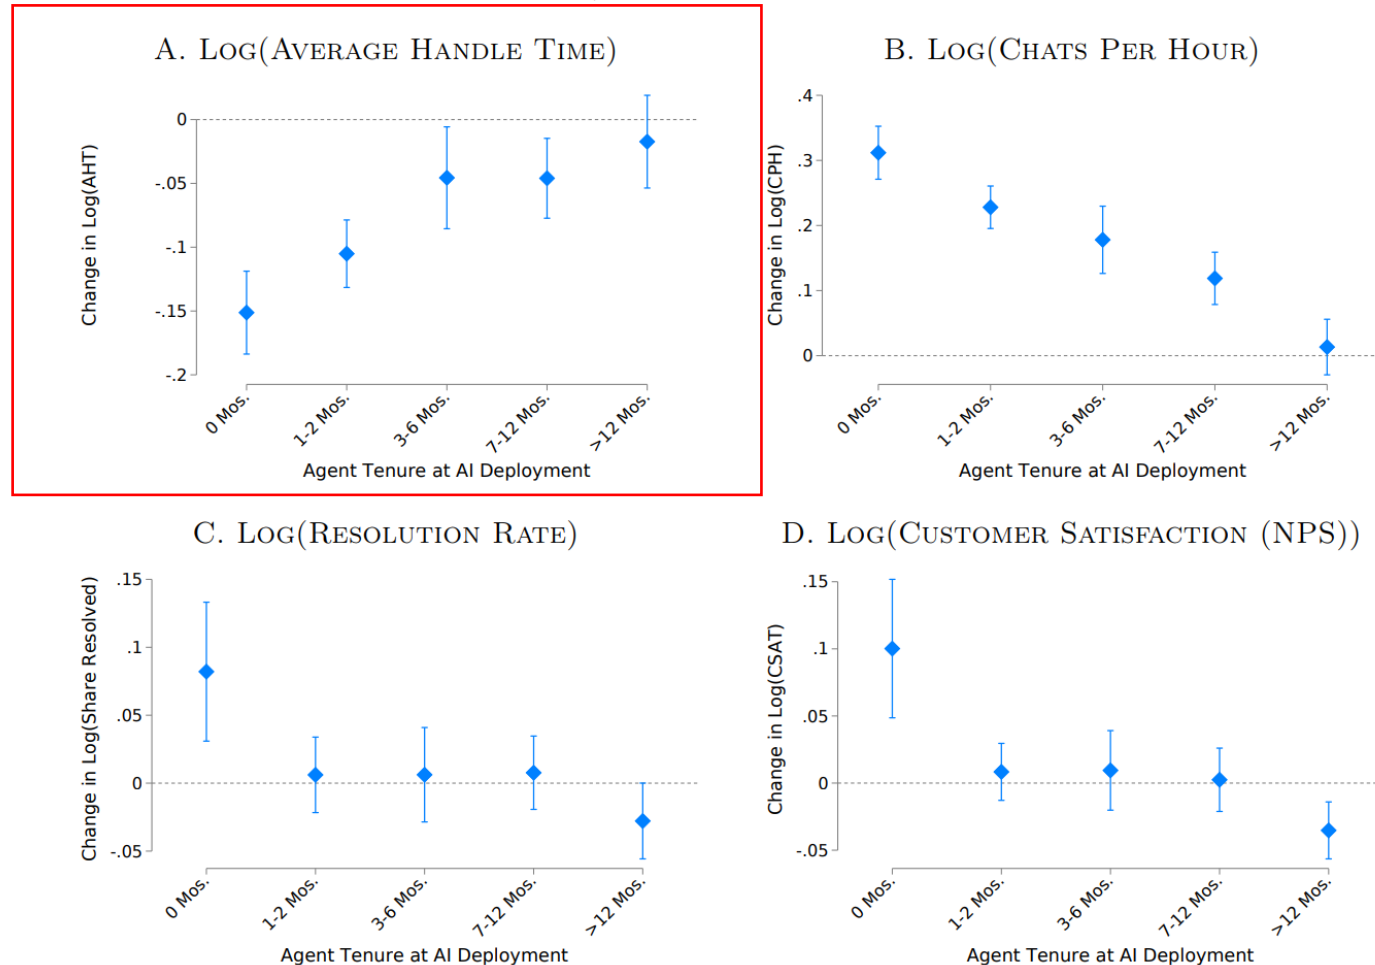 A. LOG(AVERAGE HANDLE TIME)
0
-.05
-.1
-.15
-.2
Change in Log(AHT)
0 Mos.
1-2 Mos.
3-6 Mos.
7-12 Mos.
>12 Mos.
Agent Tenure at AI Deployment
B. LOG(CHATS PER HOUR)
.4
.3
.2
.1
0
Change in Log(CPH)
0 Mos.
1-2 Mos.
3-6 Mos.
7-12 Mos.
>12 Mos.
Agent Tenure at AI Deployment
C. LOG(RESOLUTION RATE)
.15
.1
.05
0
-.05
Change in Log(Share Resolved)
0 Mos.
1-2 Mos.
3-6 Mos.
7-12 Mos.
>12 Mos.
Agent Tenure at AI Deployment
D. LOG(CUSTOMER SATISFACTION (NPS))
.15
.1
.05
0
-.05
Change in Log(CSAT)
0 Mos.
1-2 Mos.
3-6 Mos.
7-12 Mos.
>12 Mos.
Agent Tenure at AI Deployment